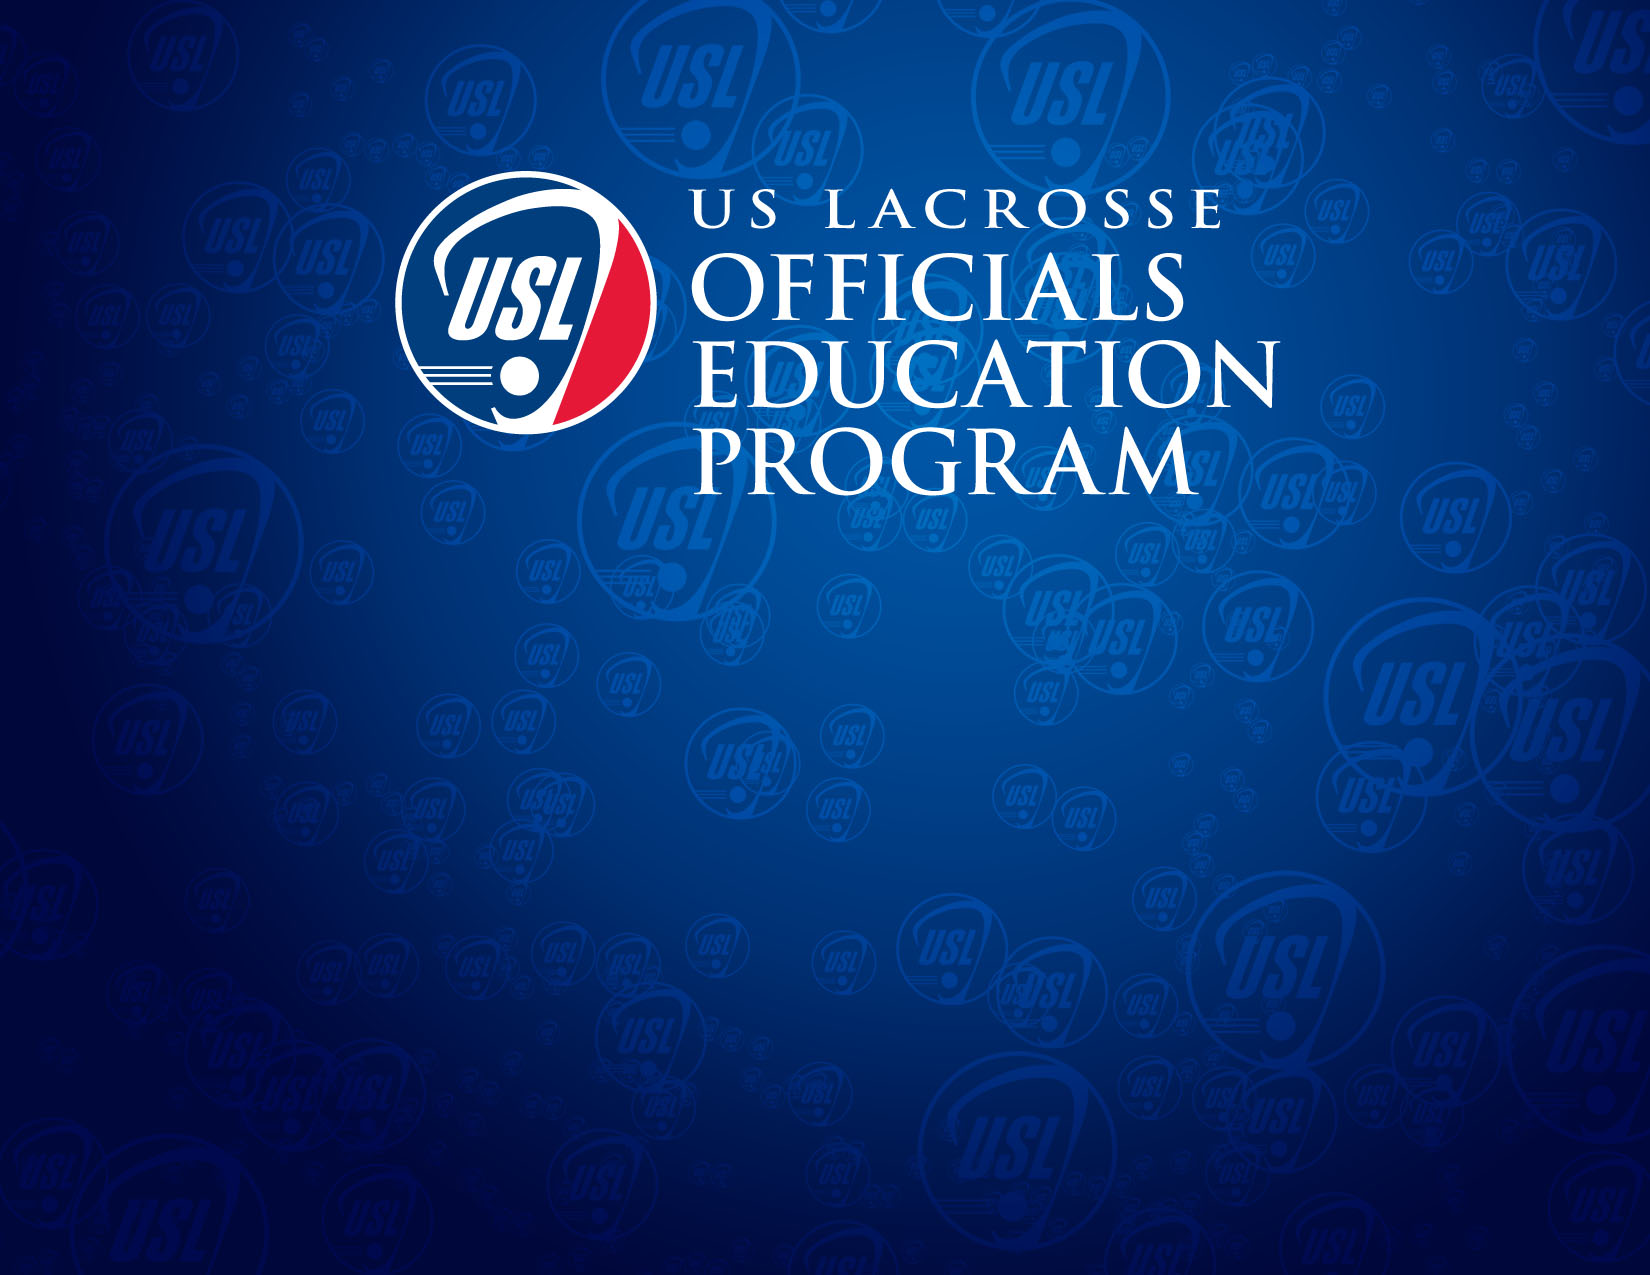 USL
US LACROSSE
OFFICIALS
EDUCATION
PROGRAM